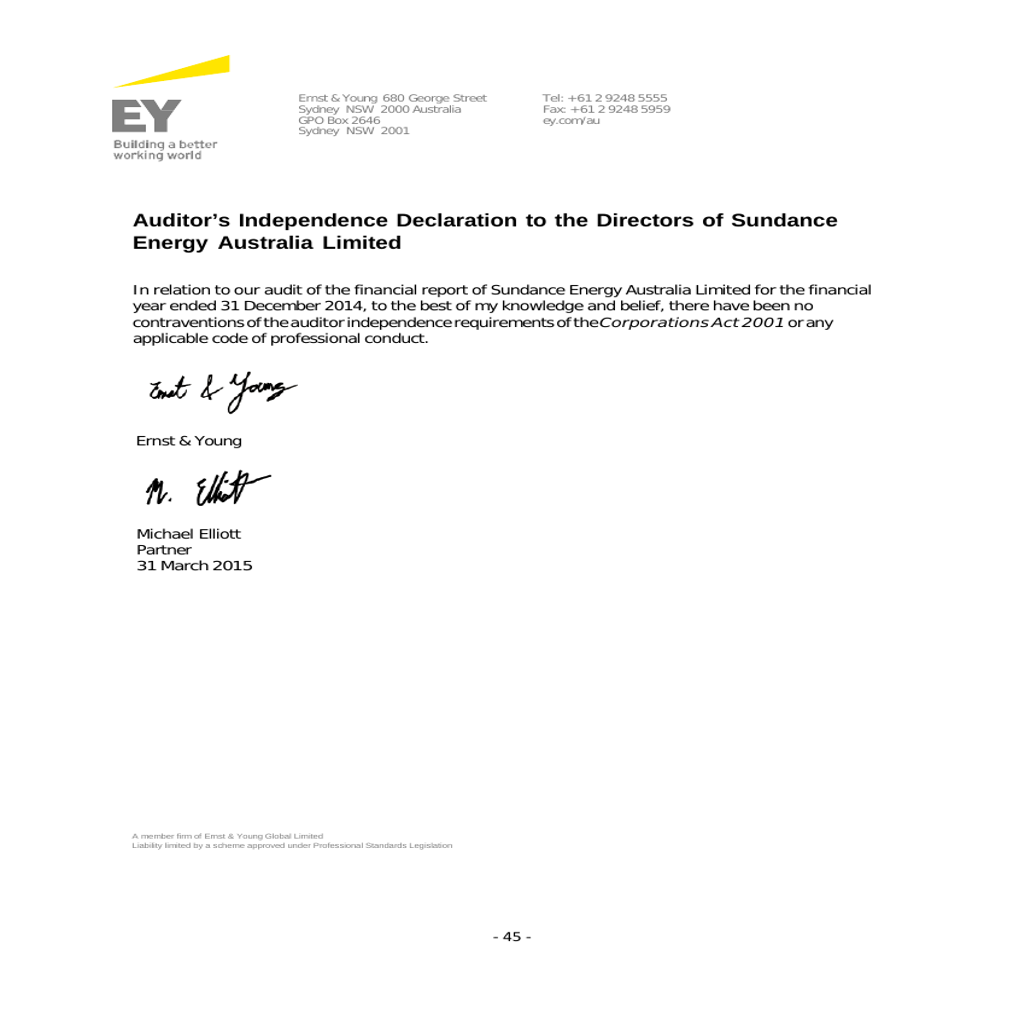 EY
Building a better
working world
Ernst & Young 680 George Street
Sydney NSW 2000 Australia
GPO Box 2646
Sydney NSW 2001
Tel: +61 2 9248 5555
Fax: +61 2 9248 5959
ey.com/au
Auditor’s Independence Declaration to the Directors of Sundance
Energy Australia Limited
In relation to our audit of the financial report of Sundance Energy Australia Limited for the financial
year ended 31 December 2014, to the best of my knowledge and belief, there have been no
contraventions of the auditor independence requirements of the Corporations Act 2001 or any
applicable code of professional conduct.
Ernst & Young
Ernst & Young
M. Elliott
Michael Elliott
Partner
31 March 2015
A member firm of Ernst & Young Global Limited
Liability limited by a scheme approved under Professional Standards Legislation
- 45 -